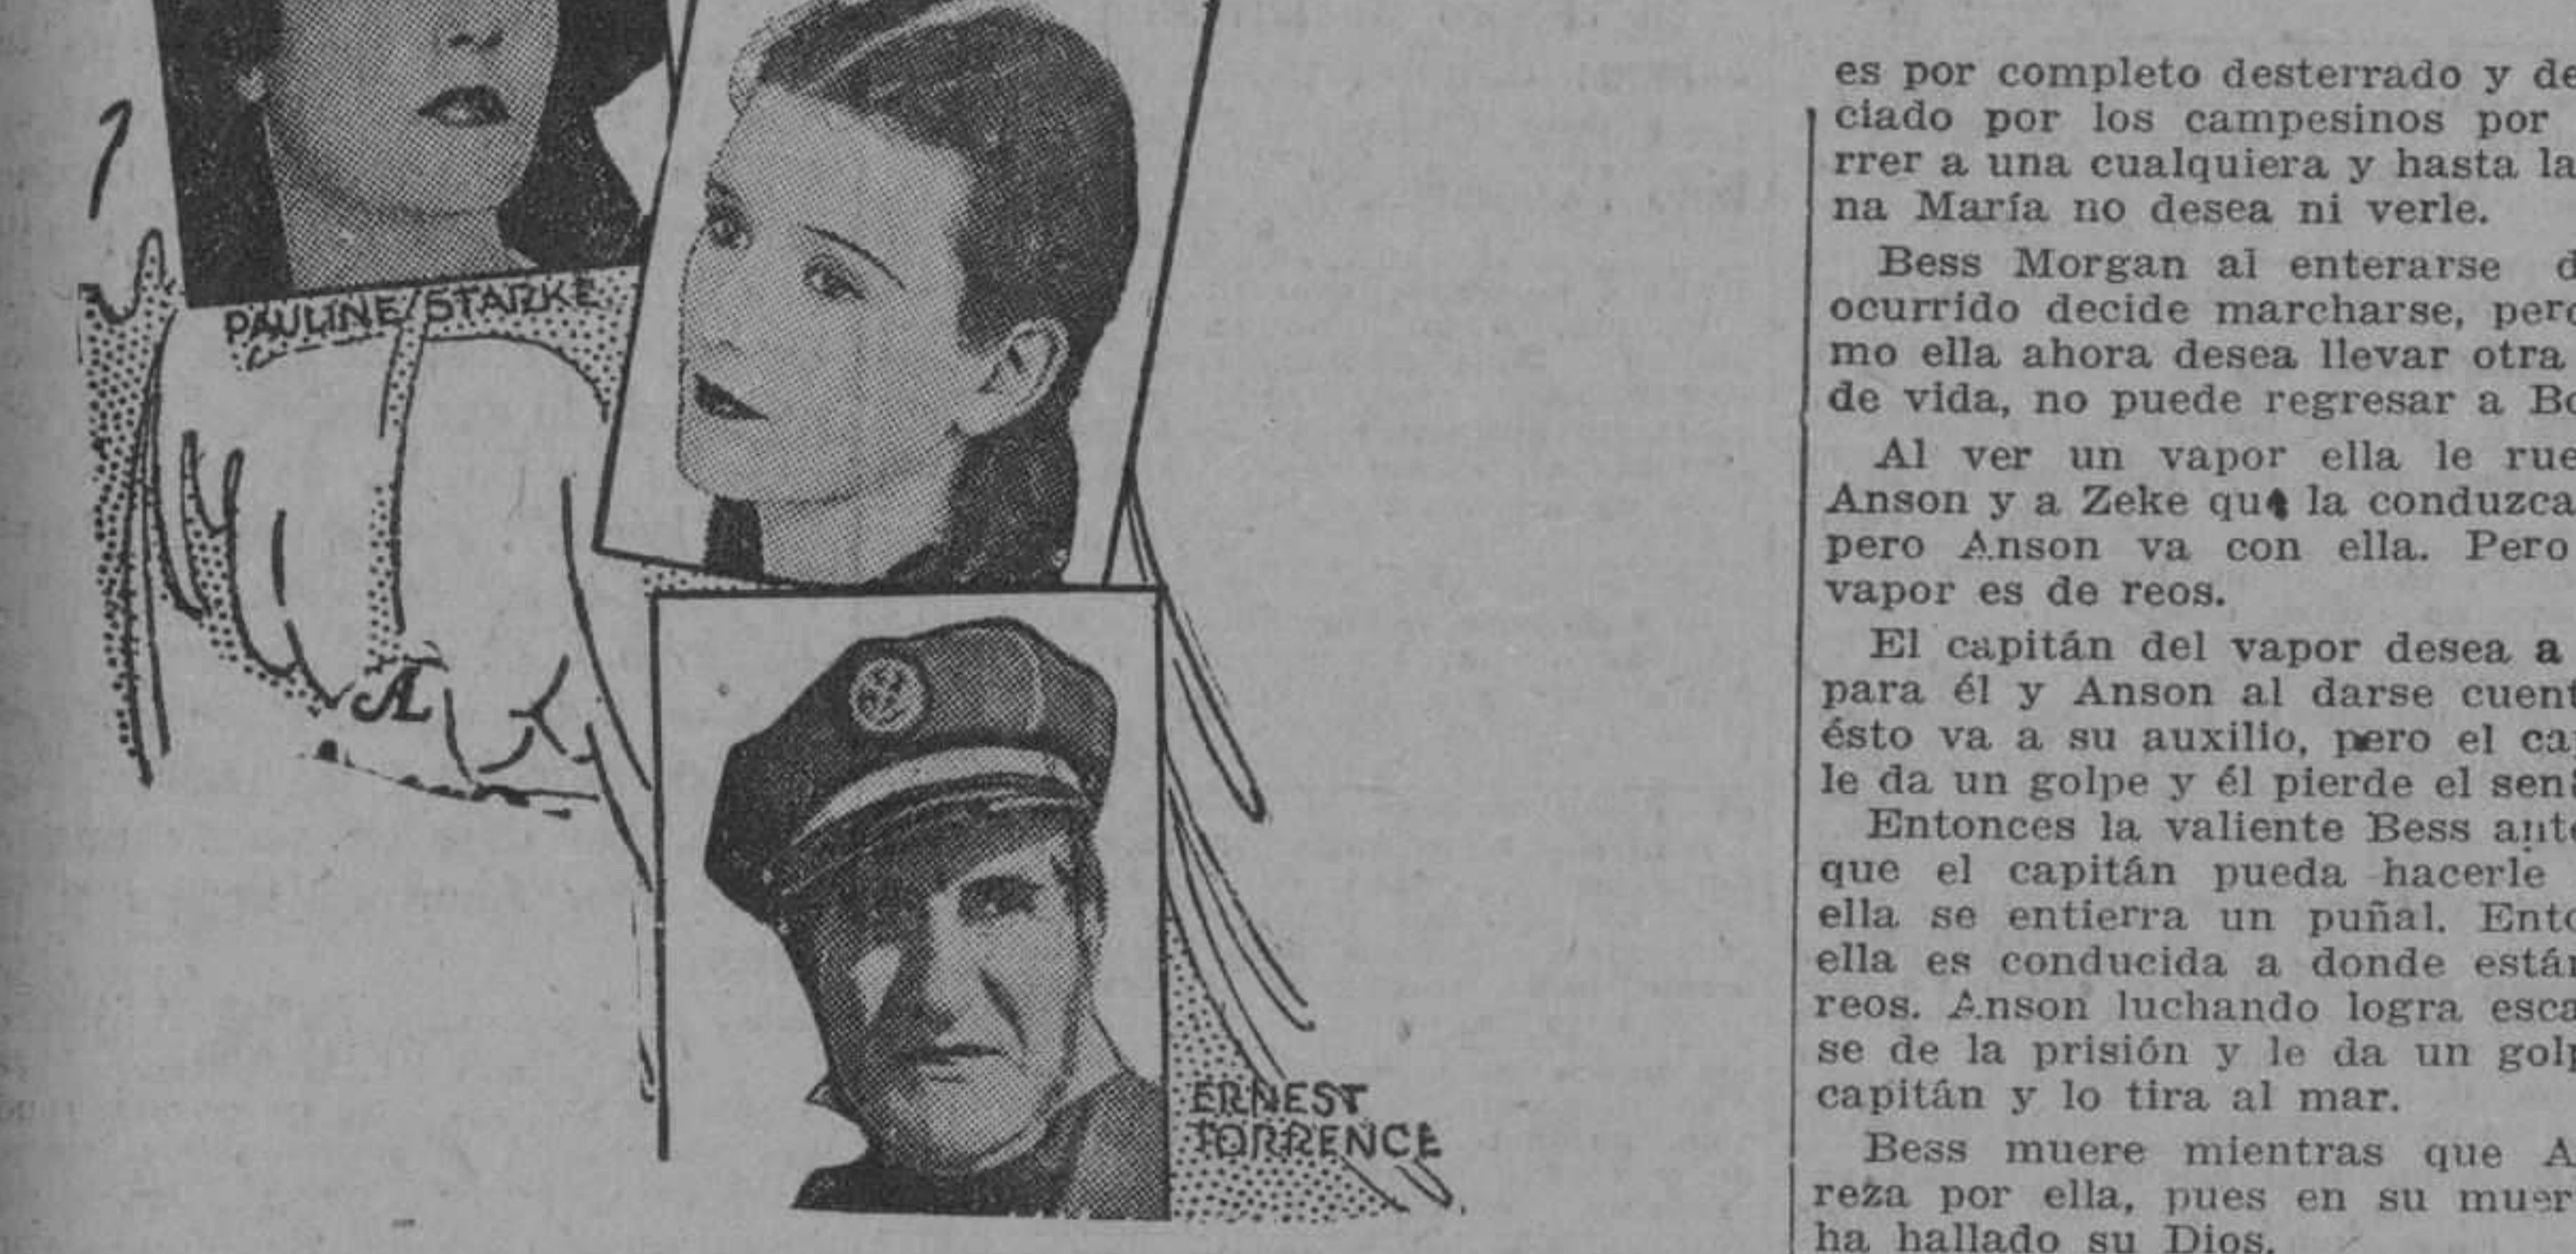 PAULINE STARKE
A
ERNEST
TORRENCE
es por completo desterrado y de
ciado por los campesinos por
rrer a una cualquiera y hasta la
na María no desea ni verle.
Bess Morgan al enterarse d
ocurrido decide marcharse, pero
mo ella ahora desea llevar otra
de vida, no puede regresar a Bo
Al ver un vapor ella le rue
Anson y a Zeke que la conduzca
pero Anson va con ella. Pero
vapor es de reos.
El capitán del vapor desea a
para él y Anson al darse cuent
ésto va a su auxilio, pero el ca
le da un golpe y él pierde el sen
Entonces la valiente Bess ante
que el capitán pueda hacerle
ella se entierra un puñal. Ento
ella es conducida a donde están
reos. Anson luchando logra esca
se de la prisión y le da un golp
capitán y lo tira al mar.
Bess muere mientras que A
reza por ella, pues en su muer
ha hallado su Dios.